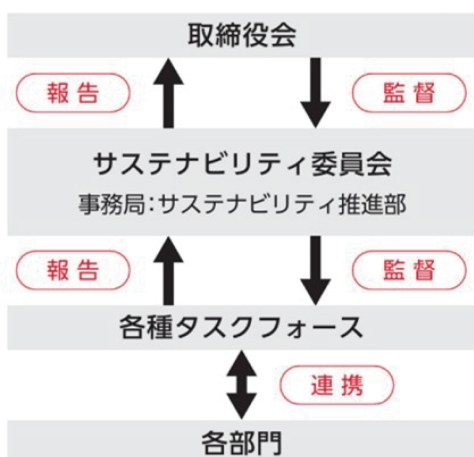 取締役会
報告
監督
サステナビリティ委員会
事務局:サステナビリティ推進部
報告
監督
各種タスクフォース
連携
各部門